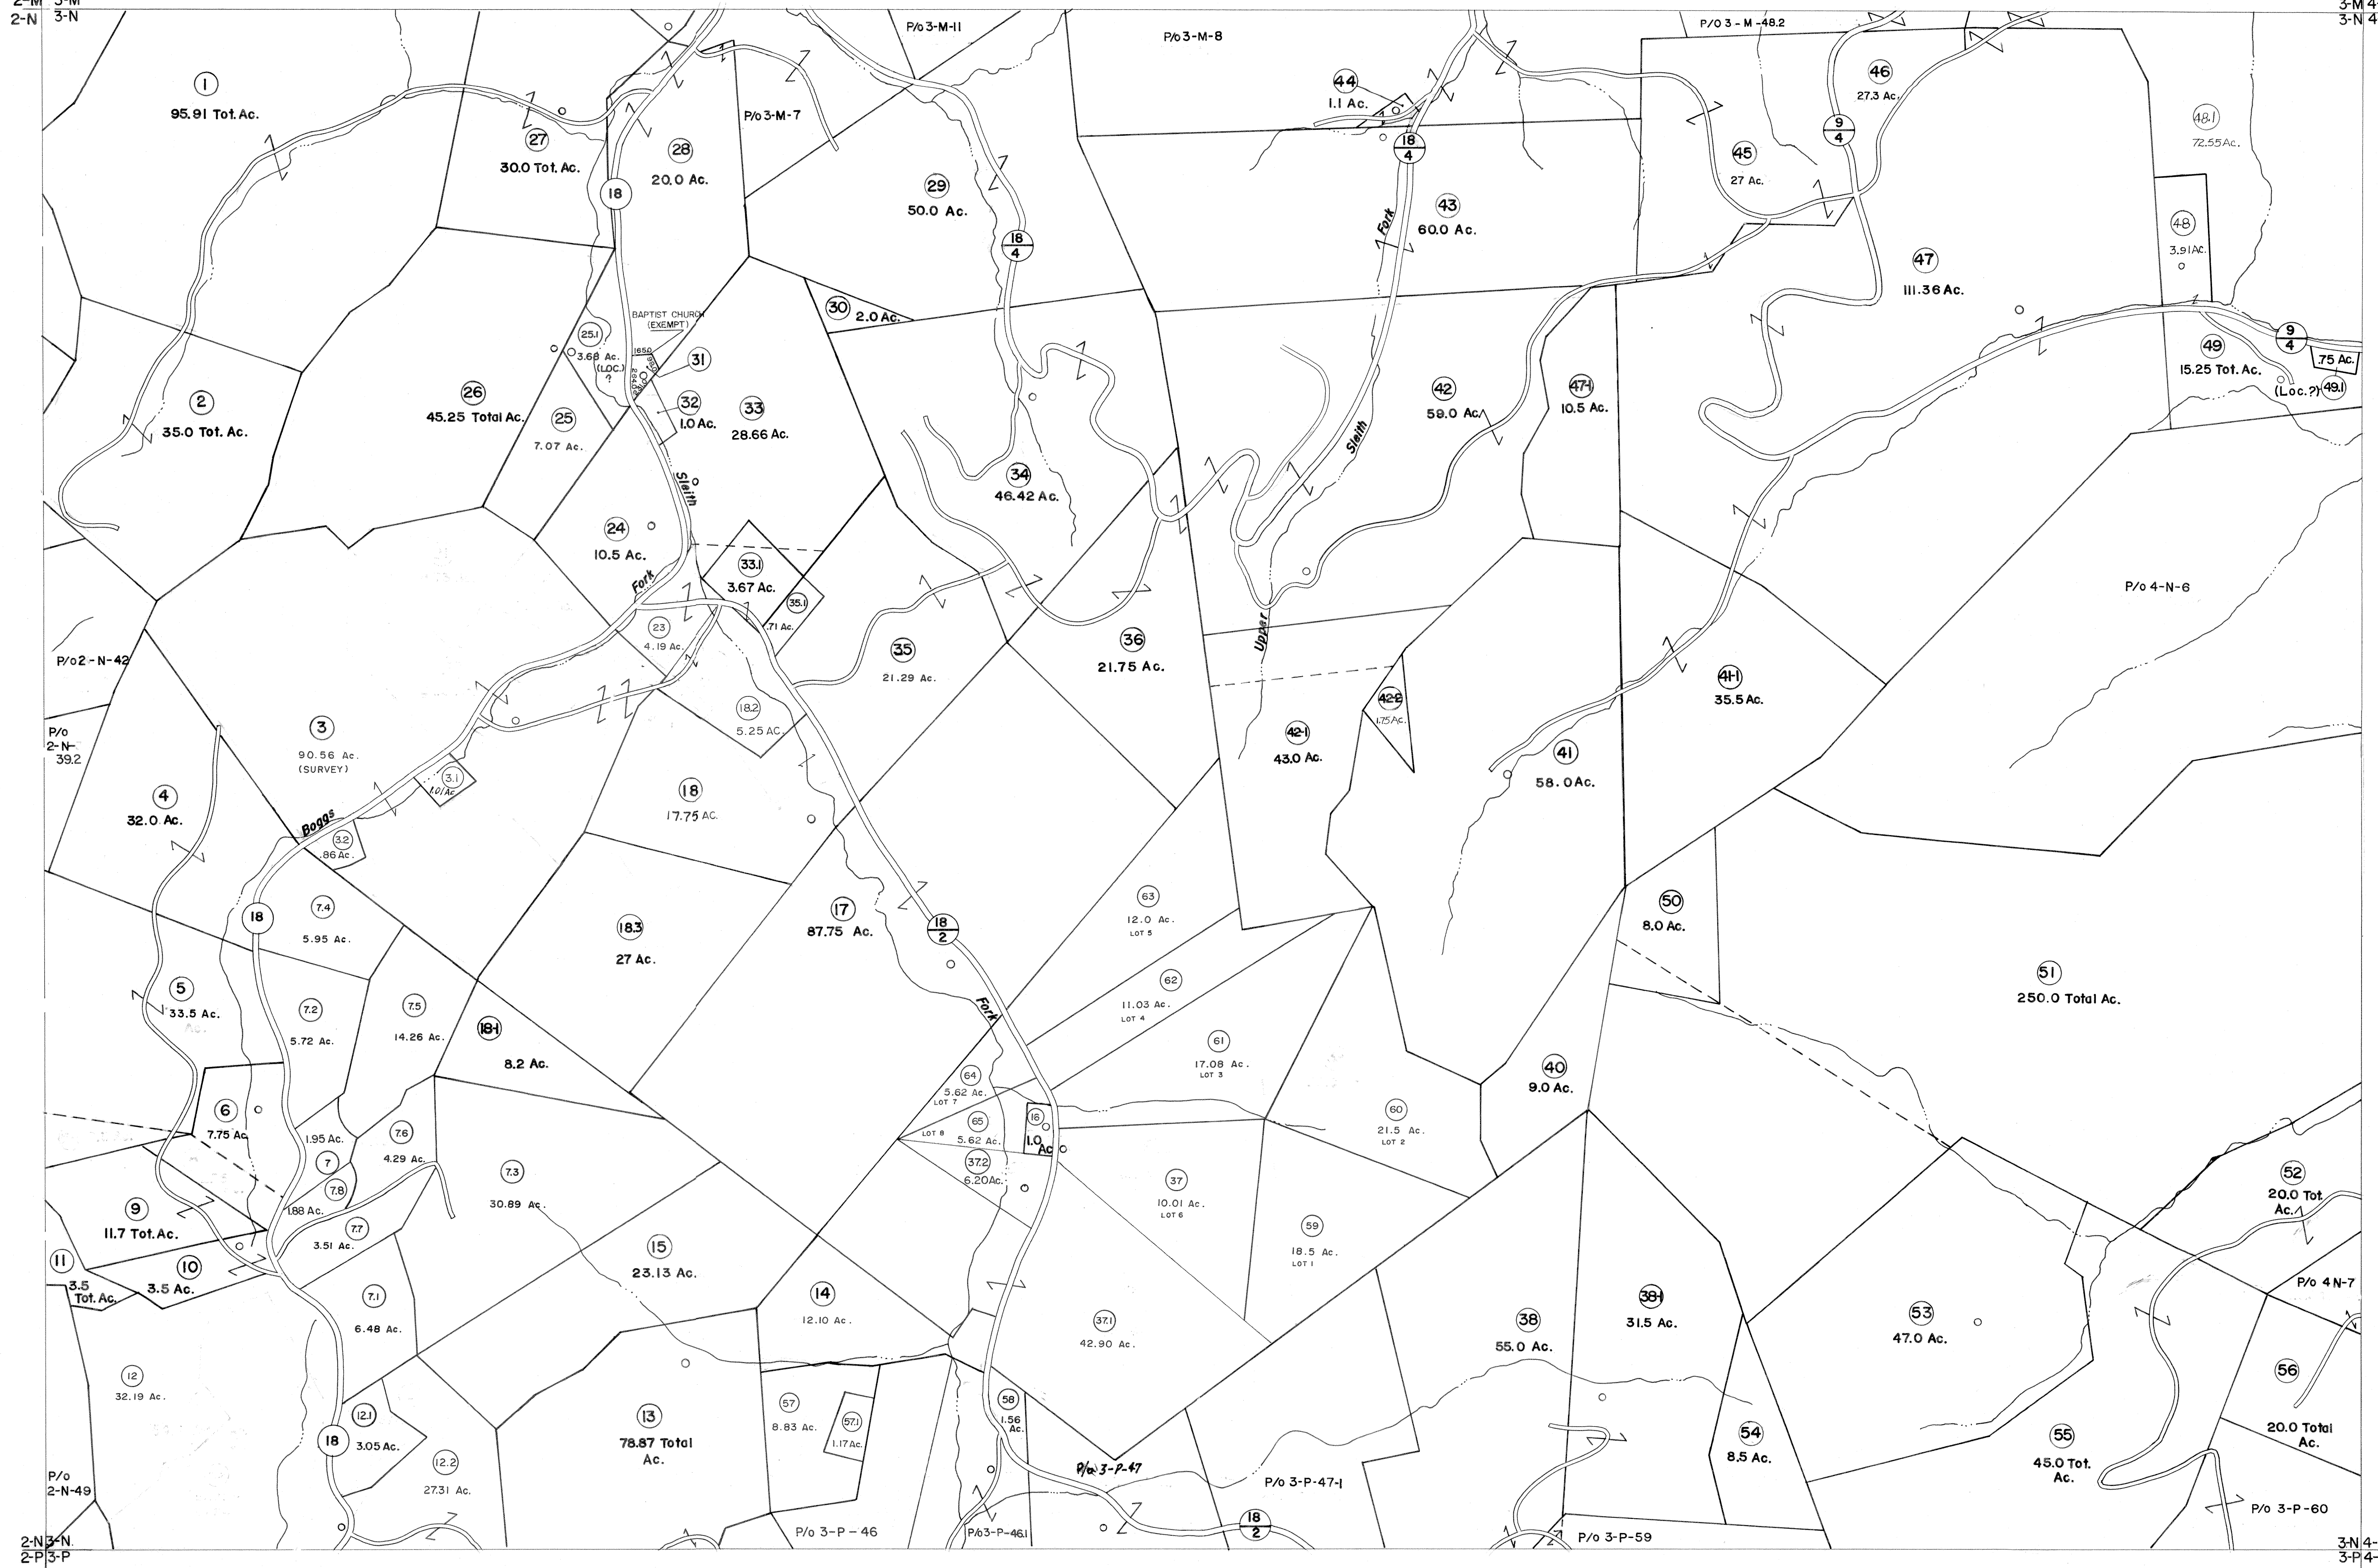 2-M 3-M
2-N 3-N
3-M 4
3-N 4
P/o 3-M-11
P/o 3-M-8
P/O 3 - M -48.2
1
95.91 Tot. Ac.
27
30.0 Tot. Ac.
28
20.0 Ac.
P/o 3-M-7
18
29
50.0 Ac.
18
4
44
1.1 Ac.
18
4
43
60.0 Ac.
Fork
45
27 Ac.
46
27.3 Ac.
9
4
48.1
72.55 Ac.
48
3.91 AC.
47
111.36 Ac.
9
4
49
15.25 Tot. Ac.
(Loc.?)
.75 Ac.
49.1
30
2.0 Ac.
BAPTIST CHURCH
(EXEMPT)
25.1
3.68 Ac.
(LOC.)
?
1650
31
32
1.0 Ac.
33
28.66 Ac.
2
35.0 Tot. Ac.
26
45.25 Total Ac.
25
7.07 Ac.
Sleith
34
46.42 Ac.
42
59.0 Ac.
Sleith
47-1
10.5 Ac.
24
10.5 Ac.
Fork
33.1
3.67 Ac.
35.1
.71 Ac.
23
4.19 Ac.
35
21.29 Ac.
36
21.75 Ac.
Upper
P/o 4-N-6
41-1
35.5 Ac.
P/o 2-N-42
P/o
2-N-
39.2
3
90.56 Ac.
(SURVEY)
18.2
5.25 AC.
42-1
43.0 Ac.
42-2
1.75 Ac.
41
58.0 Ac.
4
32.0 Ac.
3.1
1.01 Ac.
18
17.75 AC.
Boggs
3.2
.86 Ac.
18
7.4
5.95 Ac.
18.3
27 Ac.
17
87.75 Ac.
18
2
63
12.0 Ac.
LOT 5
50
8.0 Ac.
51
250.0 Total Ac.
5
33.5 Ac.
7.2
5.72 Ac.
7.5
14.26 Ac.
18-1
8.2 Ac.
Fork
62
11.03 Ac.
LOT 4
61
17.08 Ac.
LOT 3
40
9.0 Ac.
6
7.75 Ac
1.95 Ac.
7
7.6
4.29 Ac.
64
5.62 Ac.
LOT 7
65
LOT 8
5.62 Ac.
16
1.0
Ac
60
21.5 Ac.
LOT 2
7.8
1.88 Ac.
7.3
30.89 Ac.
37.2
6.20 Ac.
37
10.01 Ac.
LOT 6
52
20.0 Tot.
Ac.
9
11.7 Tot. Ac.
7.7
3.51 Ac.
59
18.5 Ac.
LOT 1
11
3.5
Tot. Ac.
10
3.5 Ac.
15
23.13 Ac.
P/o 4 N-7
7.1
6.48 Ac.
14
12.10 Ac.
37.1
42.90 Ac.
38
55.0 Ac.
38-1
31.5 Ac.
53
47.0 Ac.
12
32.19 Ac.
12.1
3.05 Ac.
18
13
78.87 Total
Ac.
57
8.83 Ac.
57.1
1.17 Ac.
58
1.56
Ac.
56
20.0 Total
Ac.
54
8.5 Ac.
55
45.0 Tot.
Ac.
12.2
27.31 Ac.
P/o
2-N-49
P/o 3-P-47
P/o 3-P-47-1
P/o 3-P-60
P/o 3-P-46
P/o 3-P-46.1
18
2
P/o 3-P-59
2-N 3-N
2-P 3-P
3-N 4-
3-P 4-